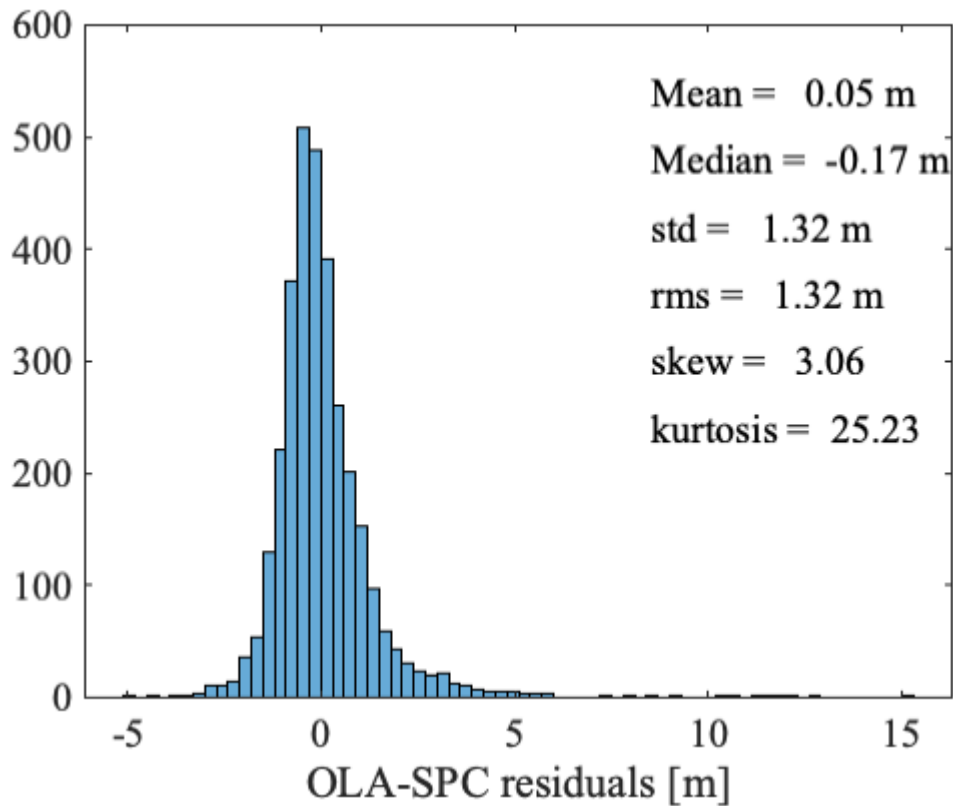 600
500
400
300
200
100
0
Mean = 0.05 m
Median = -0.17 m
std = 1.32 m
rms = 1.32 m
skew = 3.06
kurtosis = 25.23
-5 0 5 10 15
OLA-SPC residuals [m]